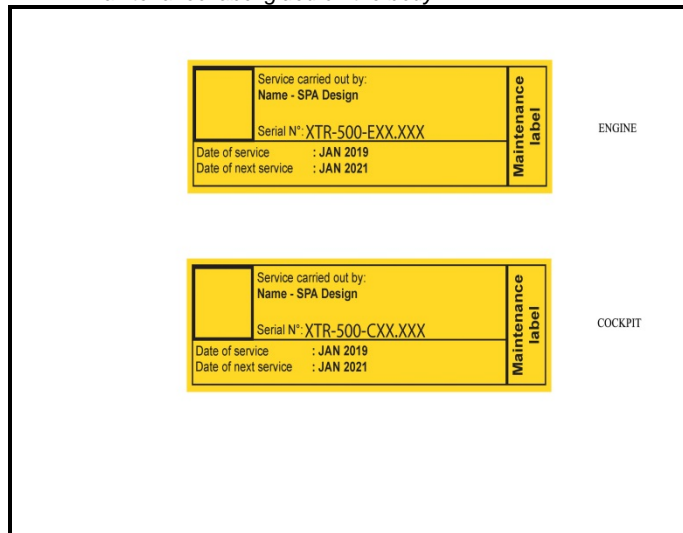 Service carried out by:
Name - SPA Design
Serial N°: XTR-500-EXX.XXX
Date of service : JAN 2019
Date of next service : JAN 2021
Maintenance
label
ENGINE
Service carried out by:
Name - SPA Design
Serial N°: XTR-500-CXX.XXX
Date of service : JAN 2019
Date of next service : JAN 2021
Maintenance
label
COCKPIT